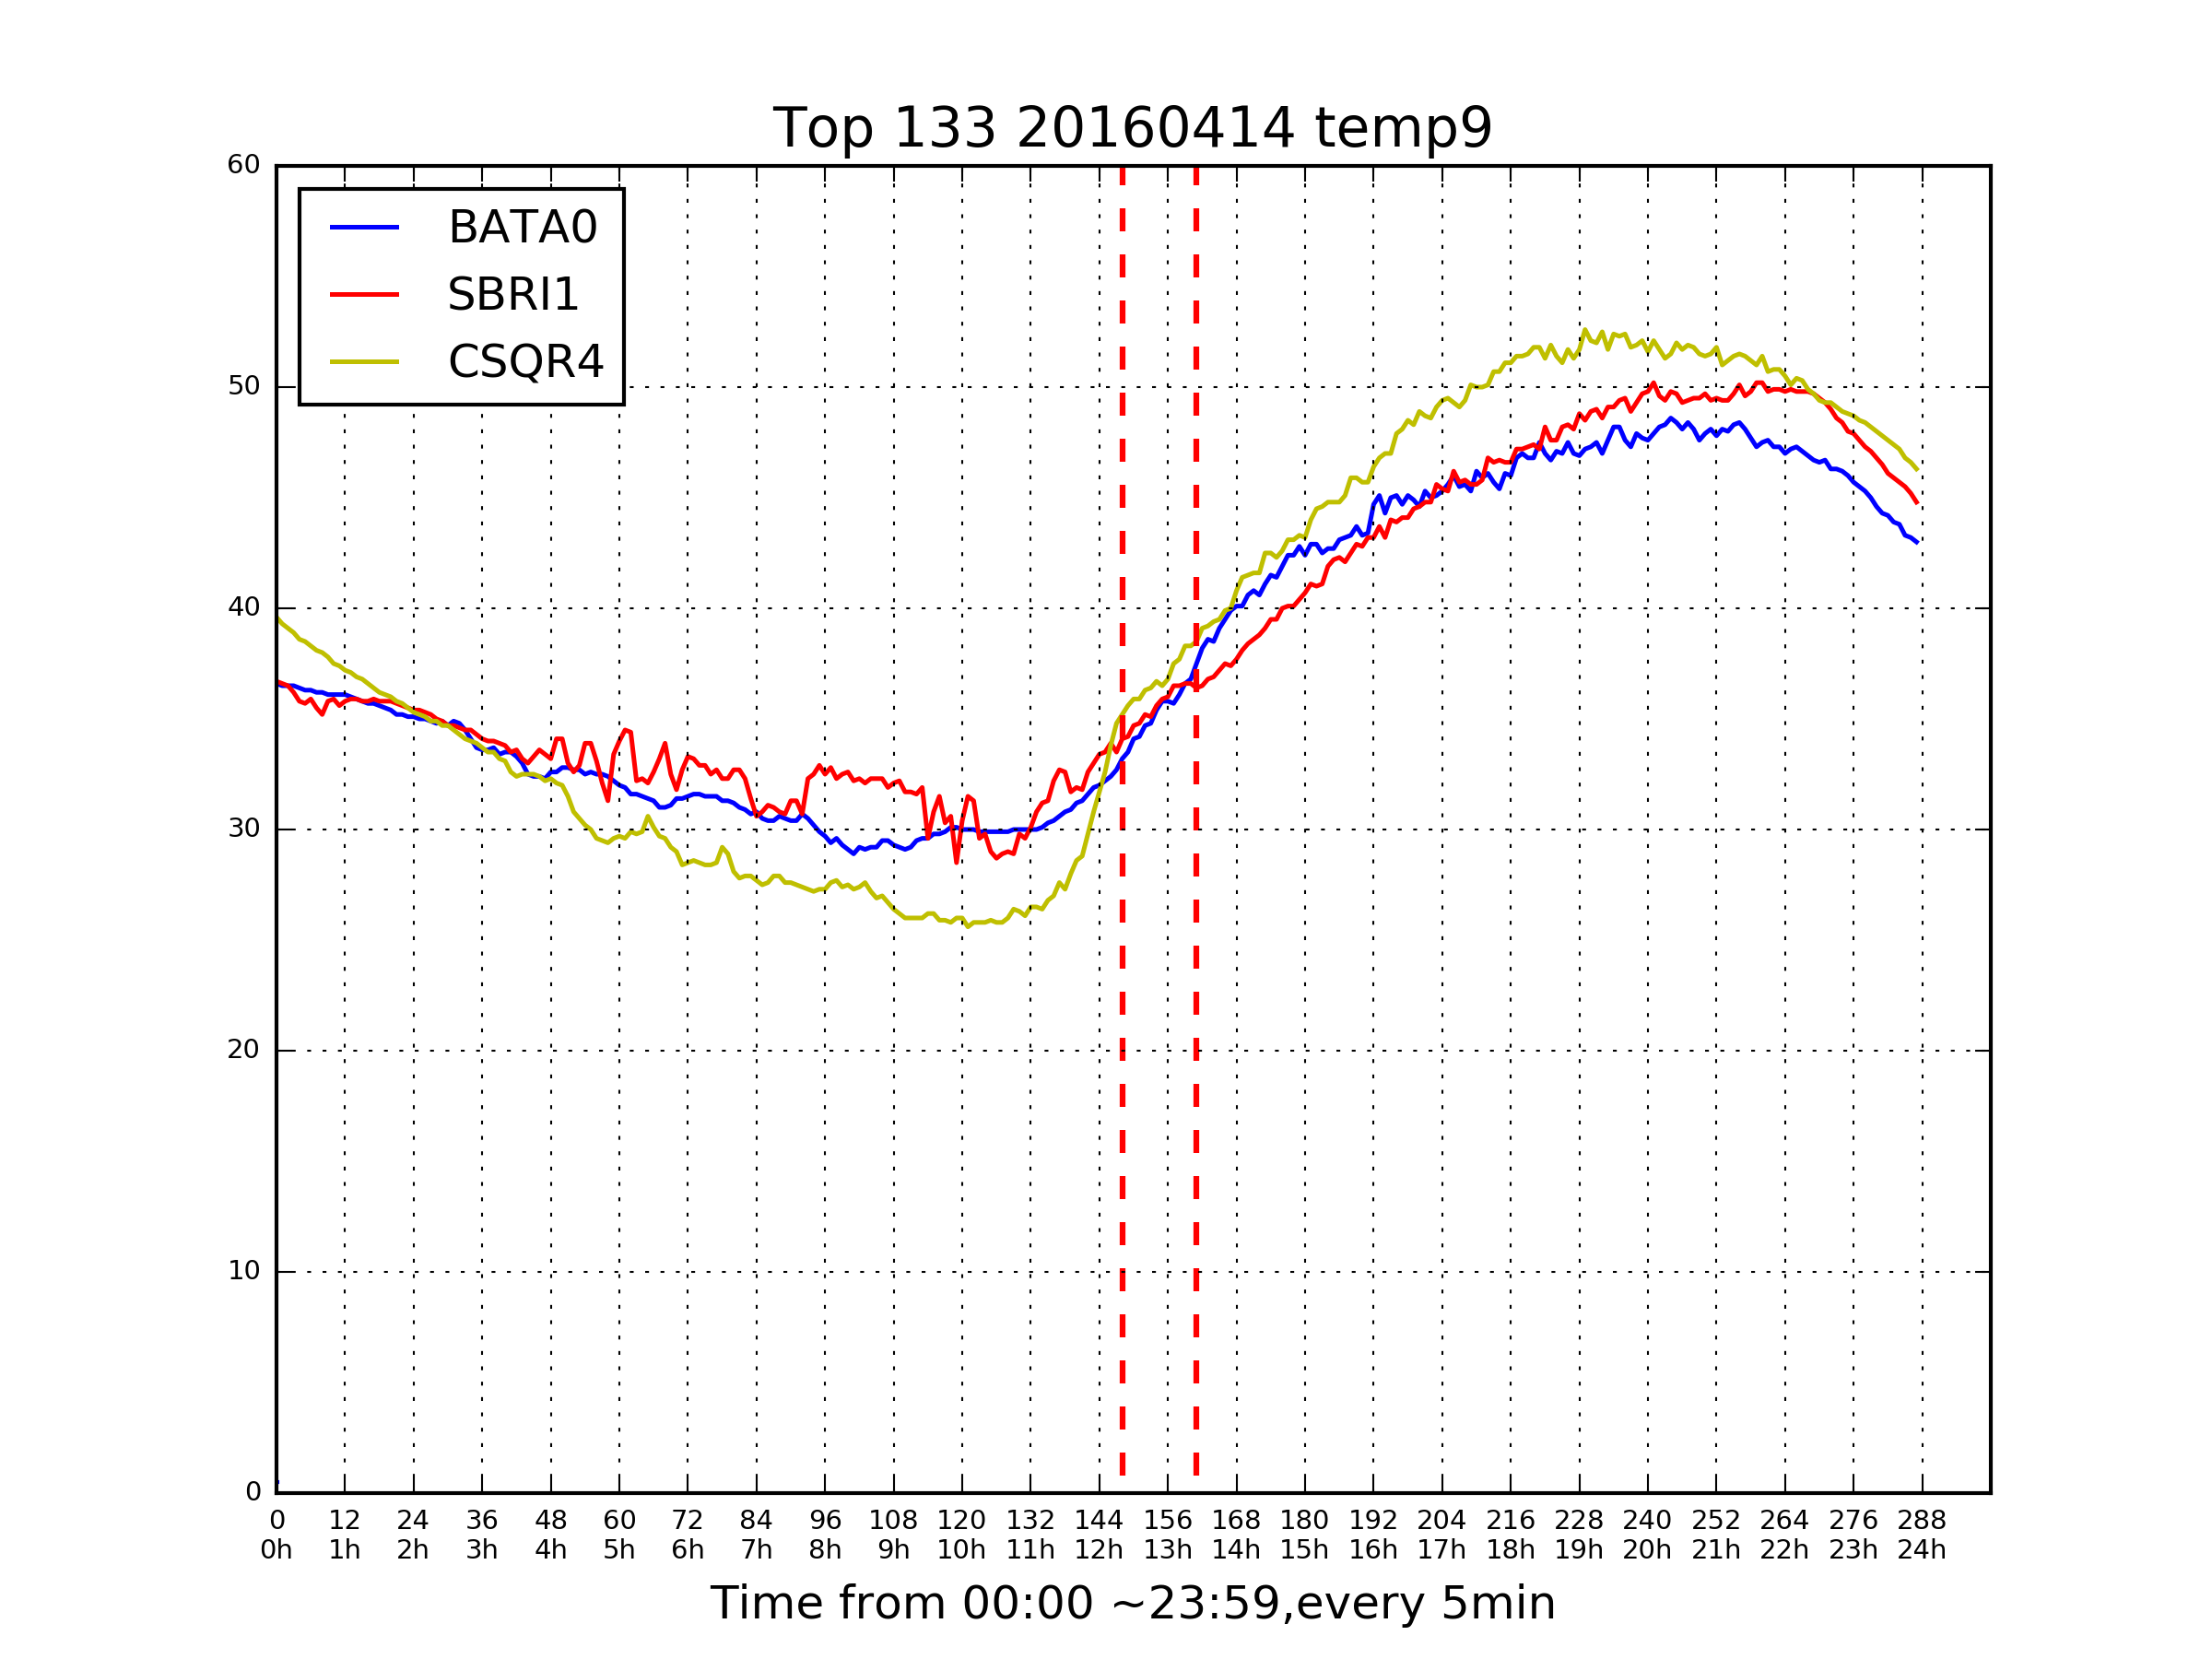 Top 133 20160414 temp9
60
50
40
30
20
10
0
BATA0
SBRI1
CSQR4
0 12 24 36 48 60 72 84 96 108 120 132 144 156 168 180 192 204 216 228 240 252 264 276 288
0h 1h 2h 3h 4h 5h 6h 7h 8h 9h 10h 11h 12h 13h 14h 15h 16h 17h 18h 19h 20h 21h 22h 23h 24h
Time from 00:00 ~23:59,every 5min